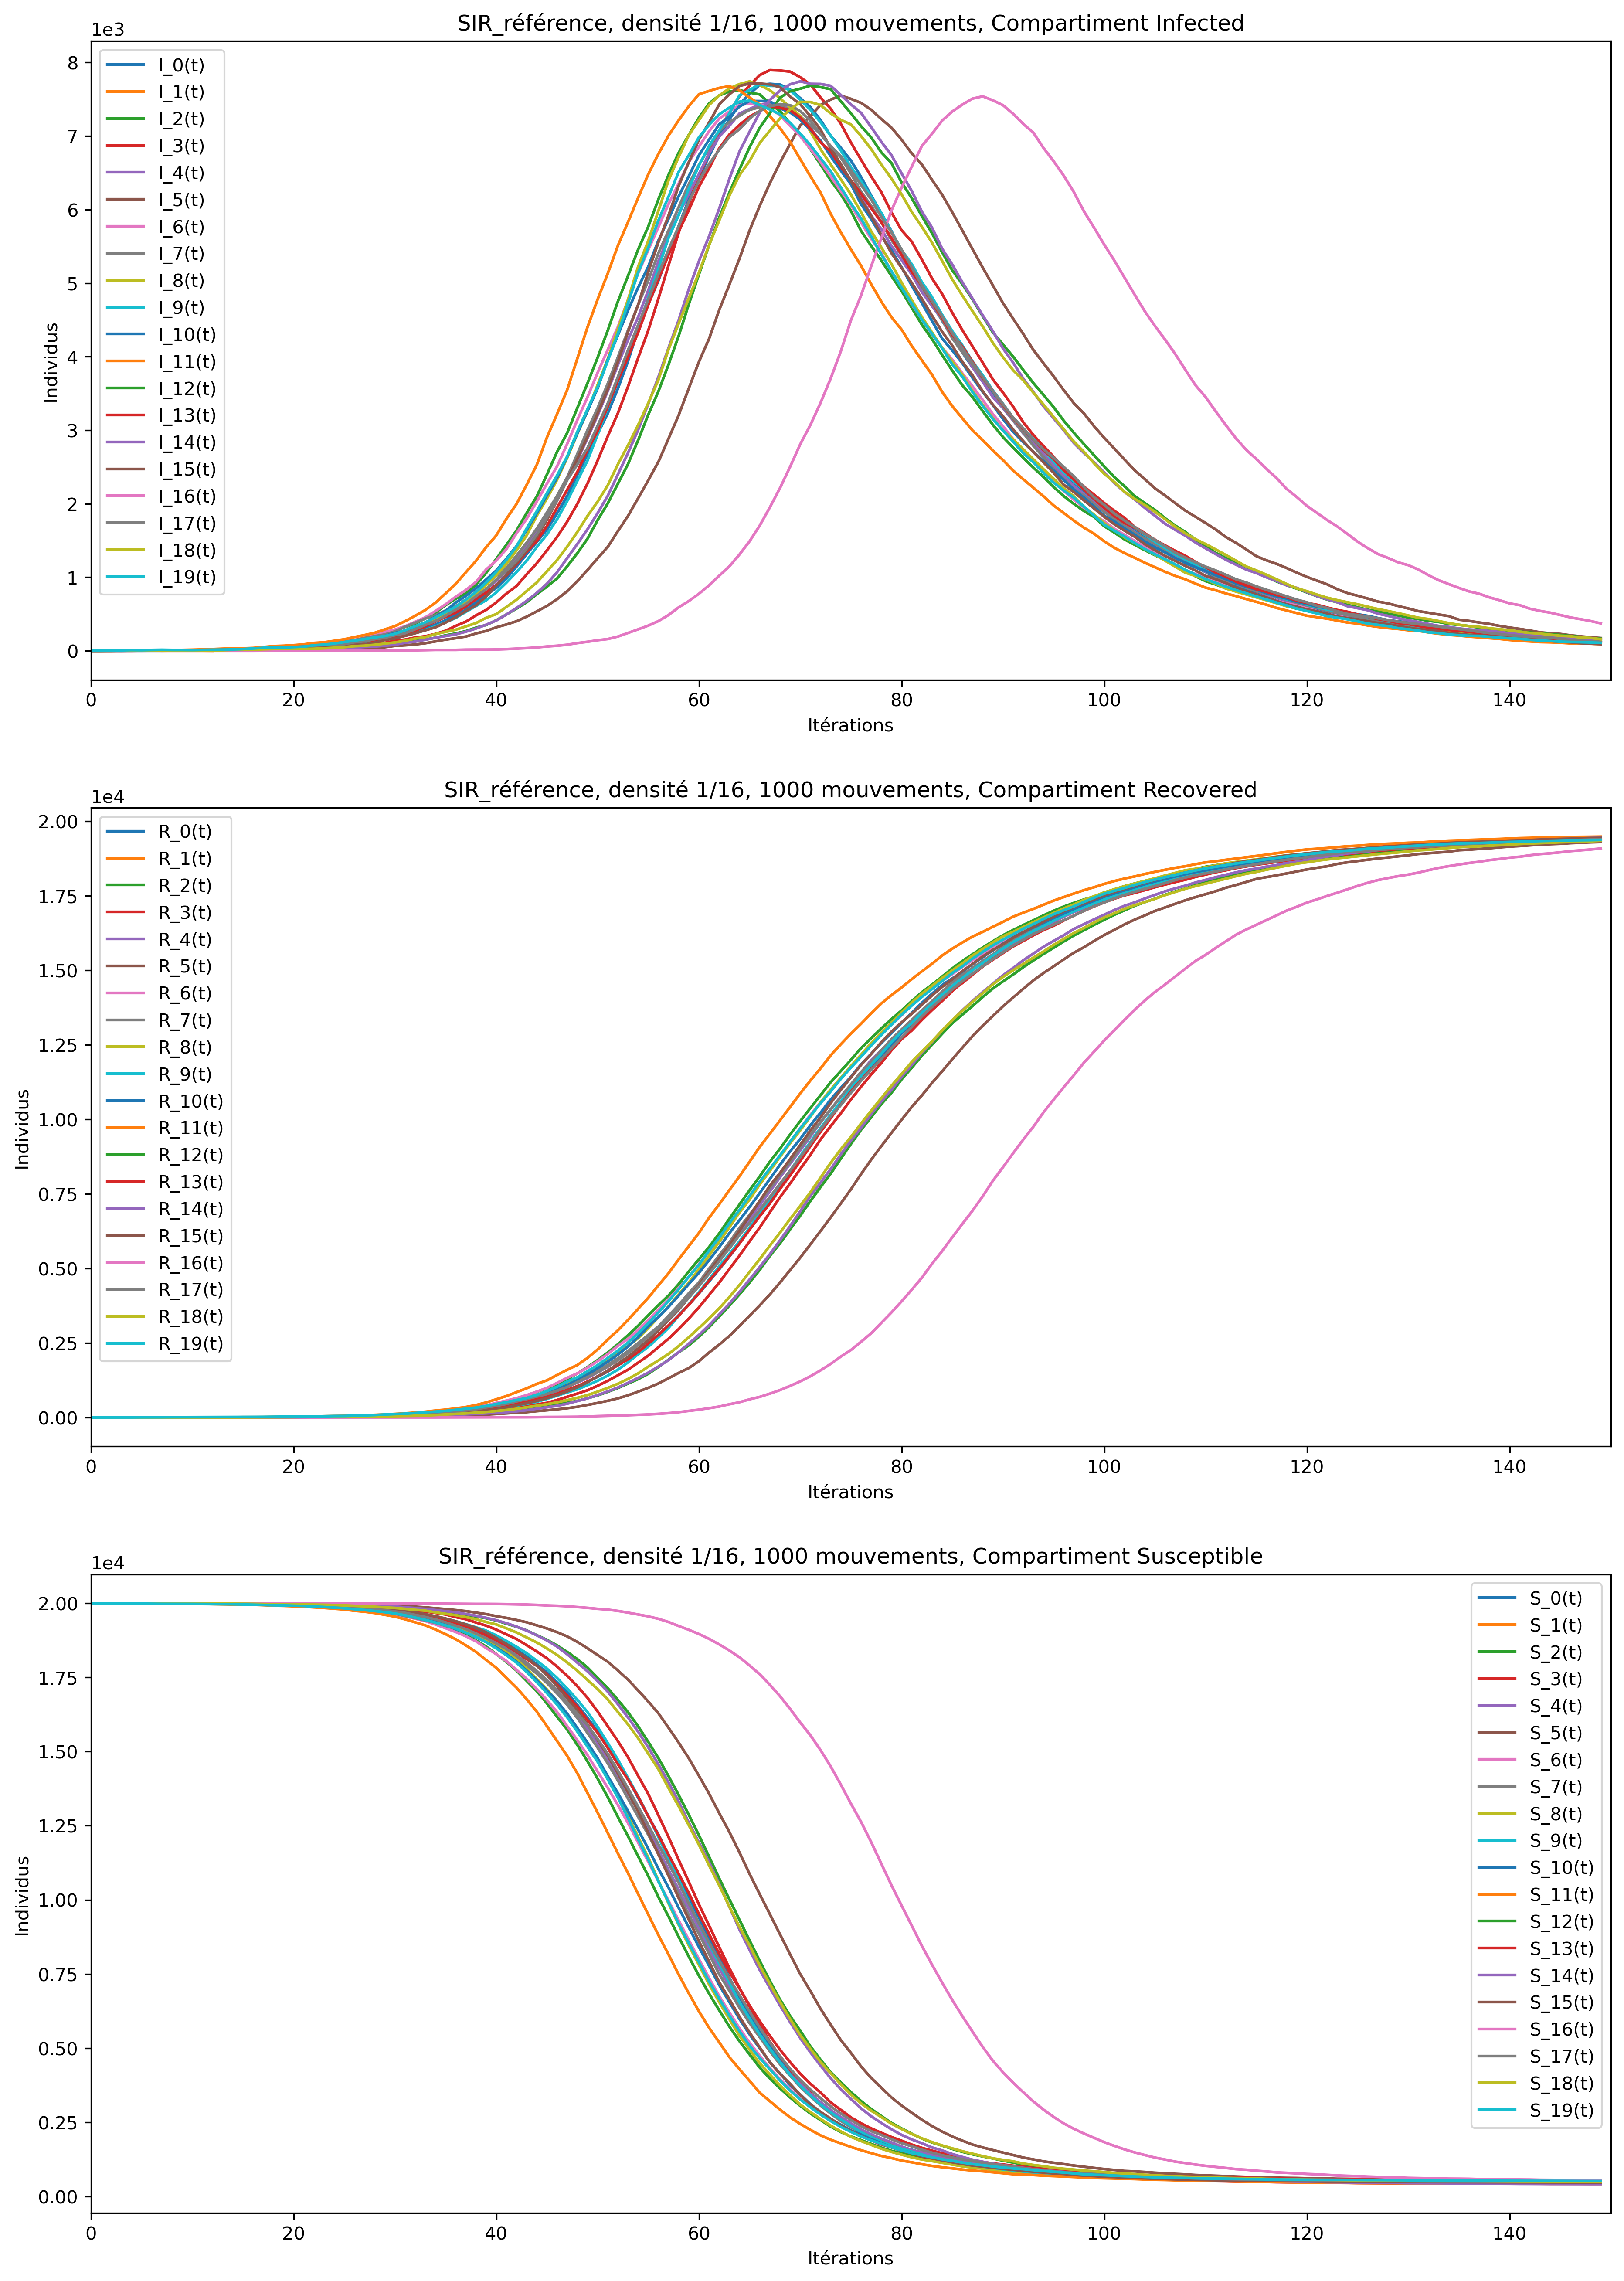 SIR_référence, densité 1/16, 1000 mouvements, Compartiment Infected
1e3
8
7
6
5
4
3
2
1
0
Individus
I_0(t)
I_1(t)
I_2(t)
I_3(t)
I_4(t)
I_5(t)
I_6(t)
I_7(t)
I_8(t)
I_9(t)
I_10(t)
I_11(t)
I_12(t)
I_13(t)
I_14(t)
I_15(t)
I_16(t)
I_17(t)
I_18(t)
I_19(t)
0 20 40 60 80 100 120 140
Itérations
SIR_référence, densité 1/16, 1000 mouvements, Compartiment Recovered
1e4
2.00
1.75
1.50
1.25
1.00
0.75
0.50
0.25
0.00
Individus
R_0(t)
R_1(t)
R_2(t)
R_3(t)
R_4(t)
R_5(t)
R_6(t)
R_7(t)
R_8(t)
R_9(t)
R_10(t)
R_11(t)
R_12(t)
R_13(t)
R_14(t)
R_15(t)
R_16(t)
R_17(t)
R_18(t)
R_19(t)
0 20 40 60 80 100 120 140
Itérations
SIR_référence, densité 1/16, 1000 mouvements, Compartiment Susceptible
1e4
2.00
1.75
1.50
1.25
1.00
0.75
0.50
0.25
0.00
Individus
S_0(t)
S_1(t)
S_2(t)
S_3(t)
S_4(t)
S_5(t)
S_6(t)
S_7(t)
S_8(t)
S_9(t)
S_10(t)
S_11(t)
S_12(t)
S_13(t)
S_14(t)
S_15(t)
S_16(t)
S_17(t)
S_18(t)
S_19(t)
0 20 40 60 80 100 120 140
Itérations